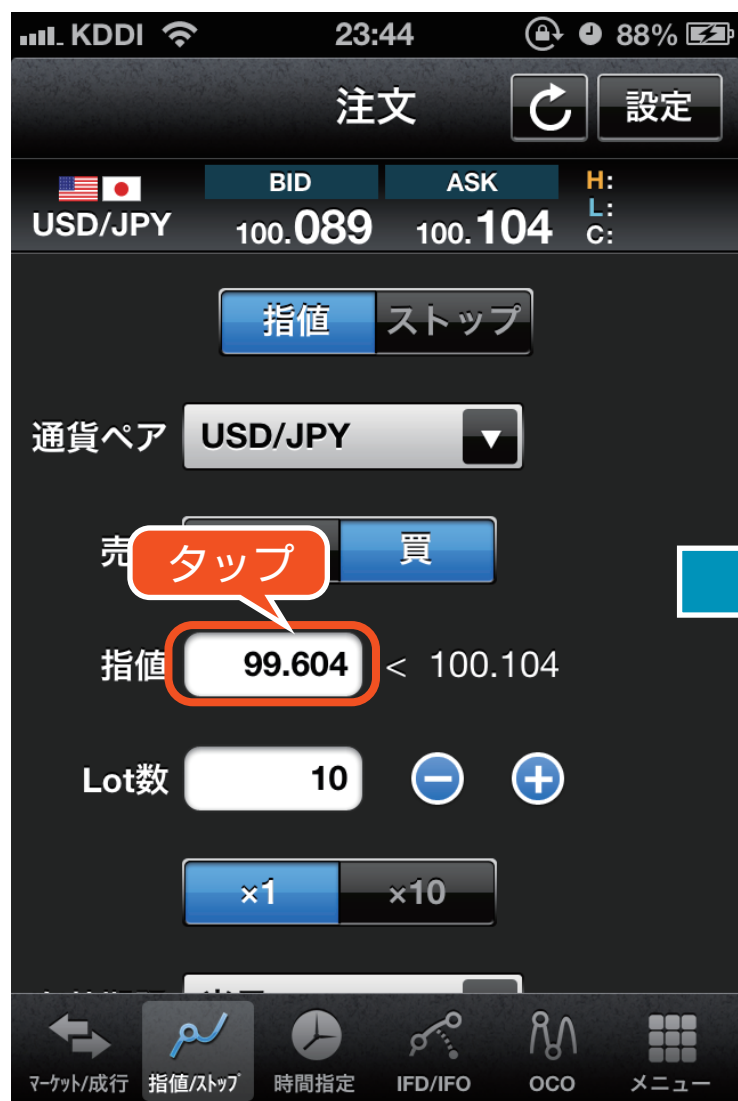 KDDI 23:44 88%
注文 設定
BID ASK H:
USD/JPY 100.089 100.104 L:
C:
指値 ストップ
通貨ペア USD/JPY ▼
売 買
タップ
指値 99.604 < 100.104
Lot数 10
×1 ×10
マーケット/成行 指値/ストップ 時間指定 IFD/IFO OCO メニュー